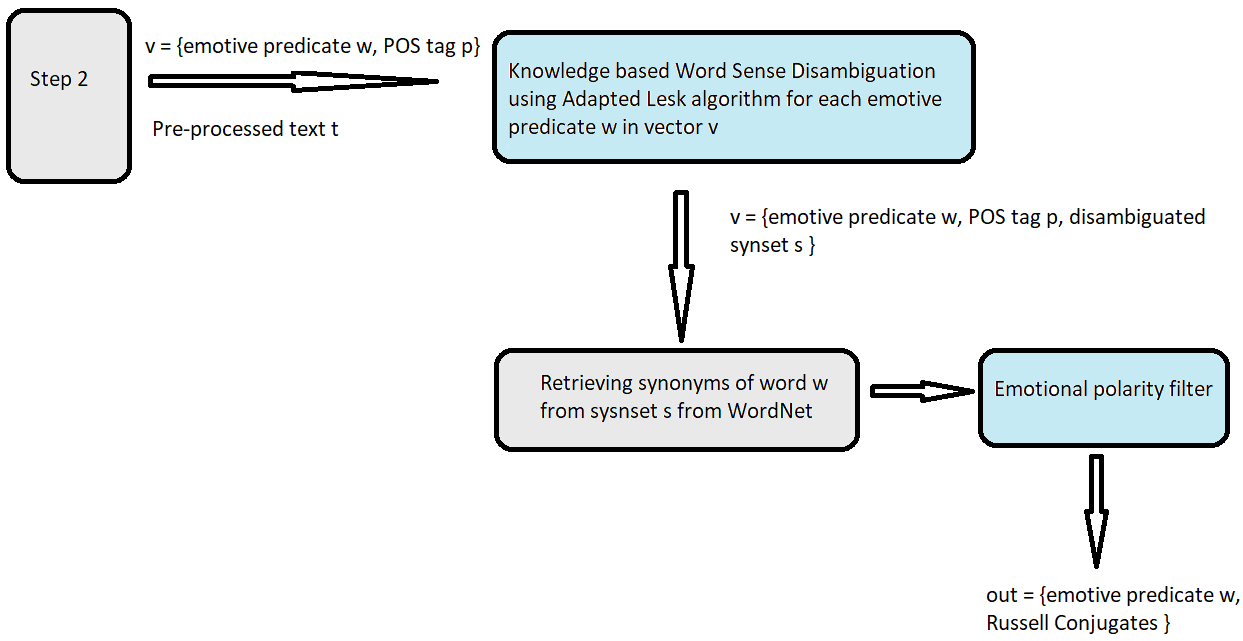 Step 2
v = {emotive predicate w, POS tag p}
Pre-processed text t
Knowledge based Word Sense Disambiguation
using Adapted Lesk algorithm for each emotive
predicate w in vector v
v = {emotive predicate w, POS tag p, disambiguated
synset s }
Retrieving synonyms of word w
from sysnset s from WordNet
Emotional polarity filter
out = {emotive predicate w,
Russell Conjugates }